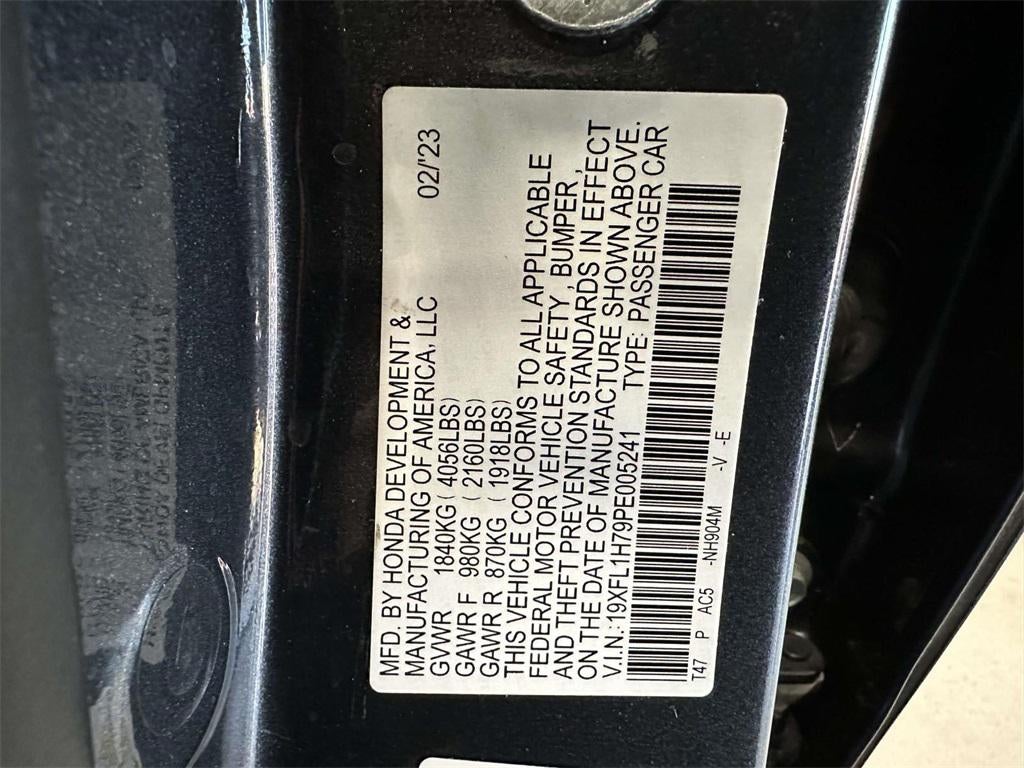 MFD. BY HONDA DEVELOPMENT &
MANUFACTURING OF AMERICA, LLC 02/'23
GVWR 1840KG(4056LBS)
GAWR F 980KG (2160LBS)
GAWR R 870KG (1918LBS)
THIS VEHICLE CONFORMS TO ALL APPLICABLE
FEDERAL MOTOR VEHICLE SAFETY, BUMPER,
AND THEFT PREVENTION STANDARDS IN EFFECT
ON THE DATE OF MANUFACTURE SHOWN ABOVE.
V.I.N.:19XFL1H79PE005241 TYPE: PASSENGER CAR
T47 P AC5 -NH904M -V -E